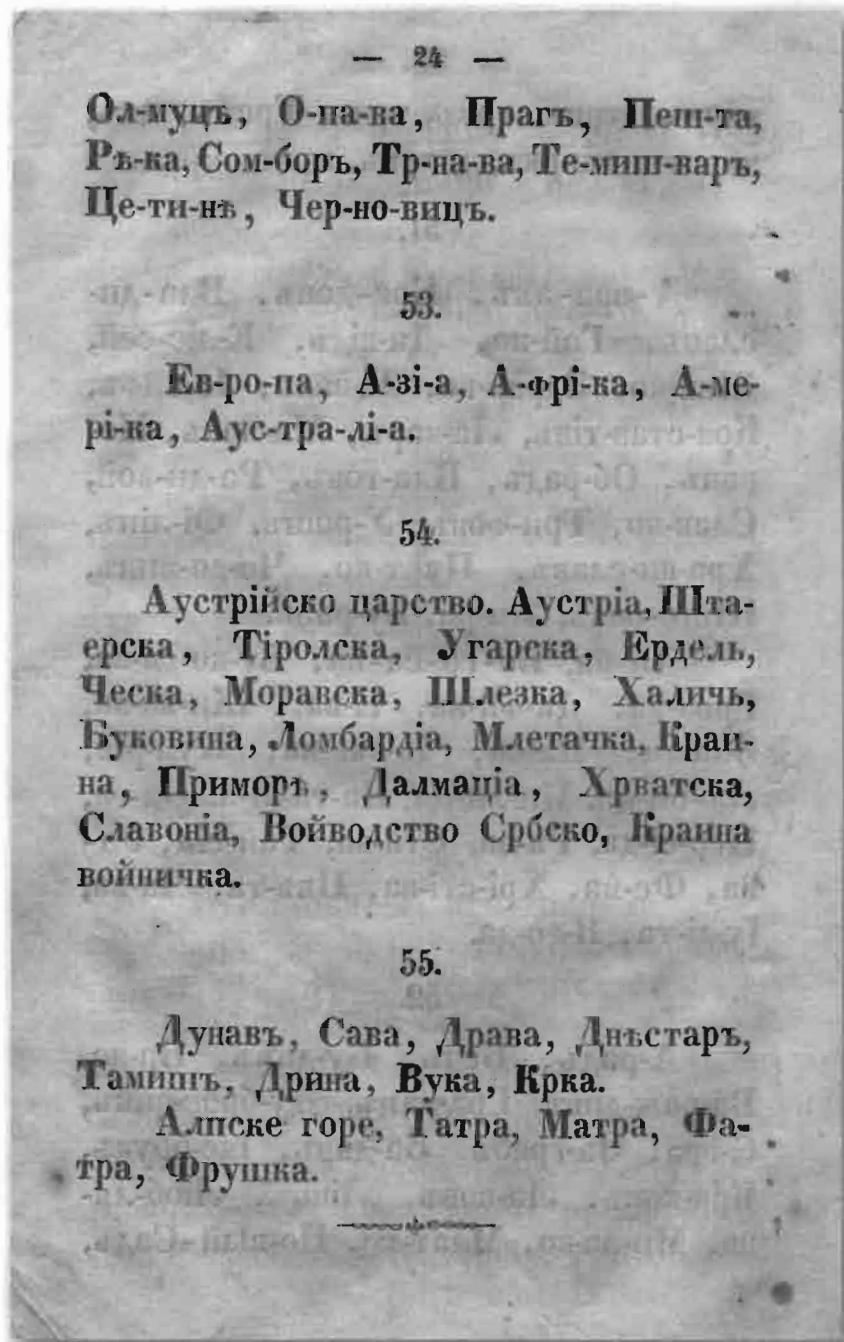 — 24 —
Ол-муцъ, О-па-ва, Прагъ, Пеш-та,
Рѣ-ка, Сом-боръ, Тр-на-ва, Те-миш-варъ,
Це-ти-нѣ, Чер-но-вицъ.
53.
Ев-ро-па, А-зі-а, А-фрі-ка, А-ме-
рі-ка, Аус-тра-лі-а.
54.
Аустрійско царство. Аустріа, Шта-
ерска, Тіролска, Угарска, Ердель,
Ческа, Моравска, Шлезка, Халичь,
Буковина, Ломбардіа, Млетачка, Краи-
на, Приморѣ, Далмаціа, Хрватска,
Славоніа, Войводство Србско, Краина
войничка.
55.
Дунавъ, Сава, Драва, Днѣстаръ,
Тамишъ, Дрина, Вука, Крка.
Алпске горе, Татра, Матра, Фа-
тра, Фрушка.